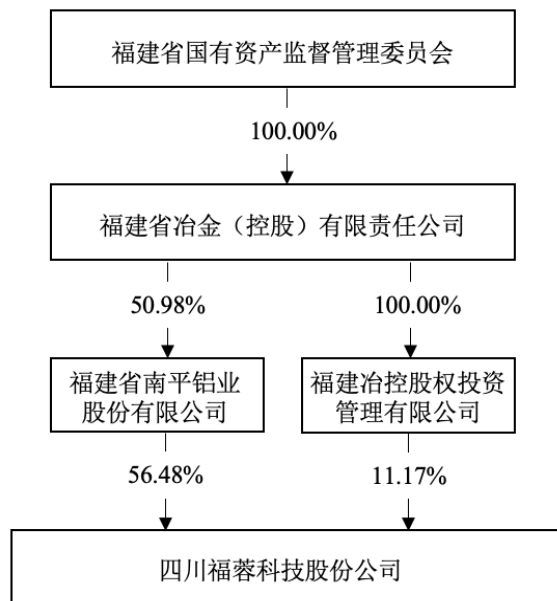 福建省国有资产监督管理委员会
100.00%
福建省冶金（控股）有限责任公司
50.98%
100.00%
福建省南平铝业
股份有限公司
福建冶控股权投资
管理有限公司
56.48%
11.17%
四川福蓉科技股份公司